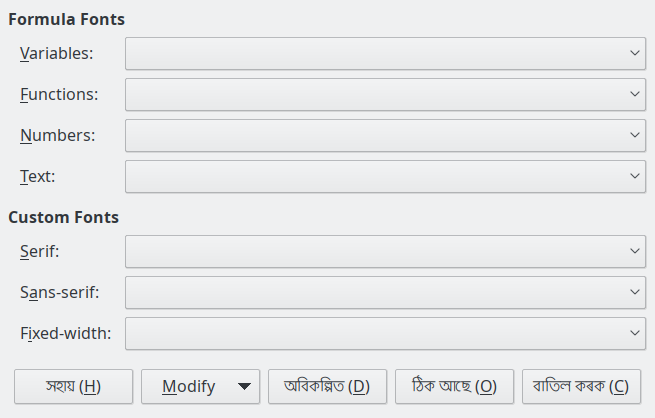 Formula Fonts
Variables:
Functions:
Numbers:
Text:
Custom Fonts
Serif:
Sans-serif:
Fixed-width:
সহায় (H) Modify অবিকল্পিত (D) ঠিক আছে (O) বাতিল কৰক (C)